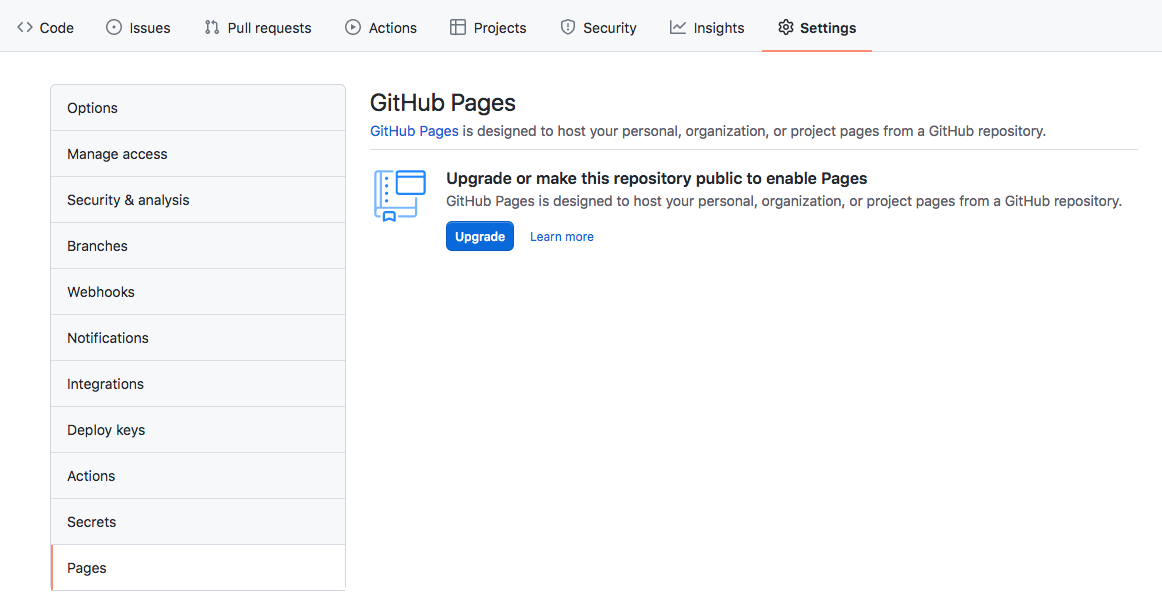 Code Issues Pull requests Actions Projects Security Insights Settings
Options
Manage access
Security & analysis
Branches
Webhooks
Notifications
Integrations
Deploy keys
Actions
Secrets
Pages
GitHub Pages
GitHub Pages is designed to host your personal, organization, or project pages from a GitHub repository.
Upgrade or make this repository public to enable Pages
GitHub Pages is designed to host your personal, organization, or project pages from a GitHub repository.
Upgrade Learn more